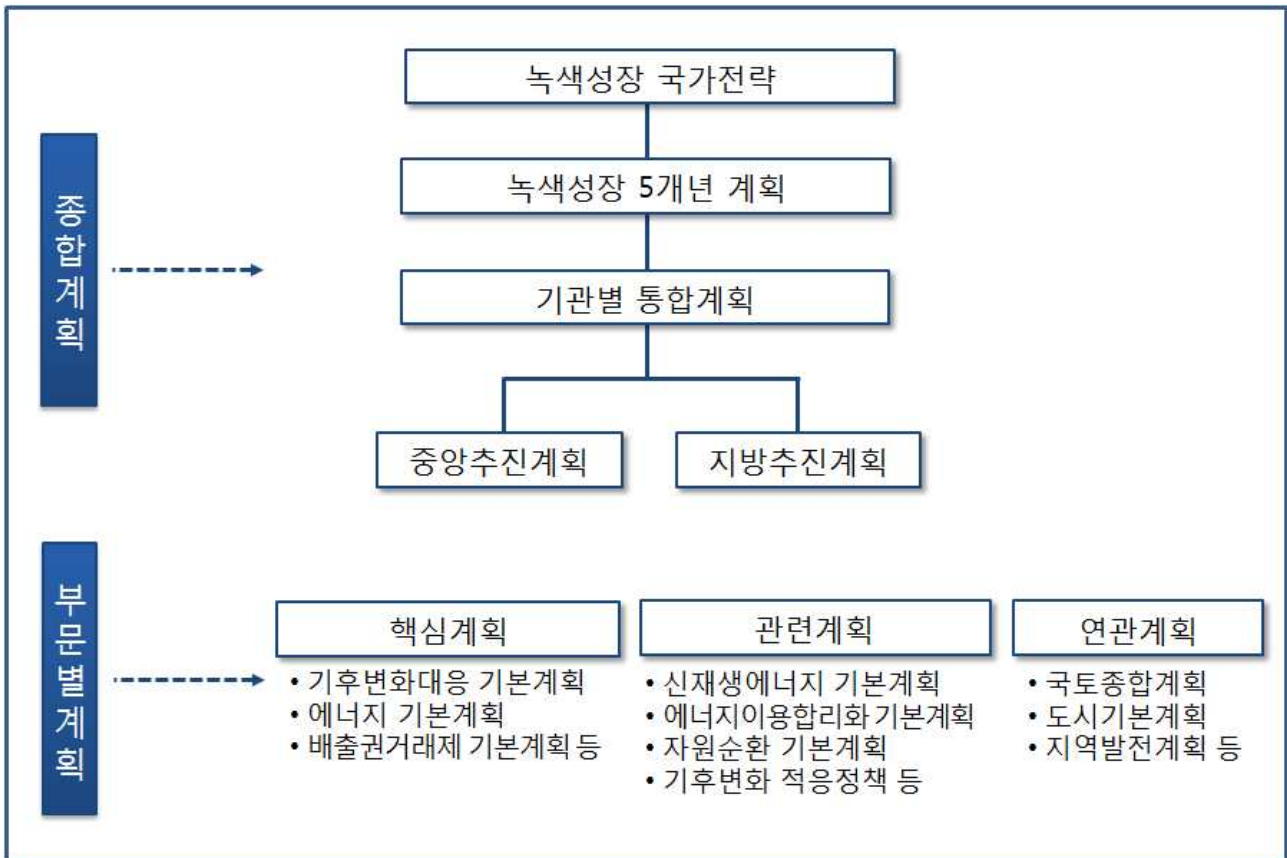 종합계획
녹색성장 국가전략
녹색성장 5개년 계획
기관별 통합계획
중앙추진계획
지방추진계획
부문별계획
핵심계획
• 기후변화대응 기본계획
• 에너지 기본계획
• 배출권거래제 기본계획 등
관련계획
• 신재생에너지 기본계획
• 에너지이용합리화 기본계획
• 자원순환 기본계획
• 기후변화 적응정책 등
연관계획
• 국토종합계획
• 도시기본계획
• 지역발전계획 등